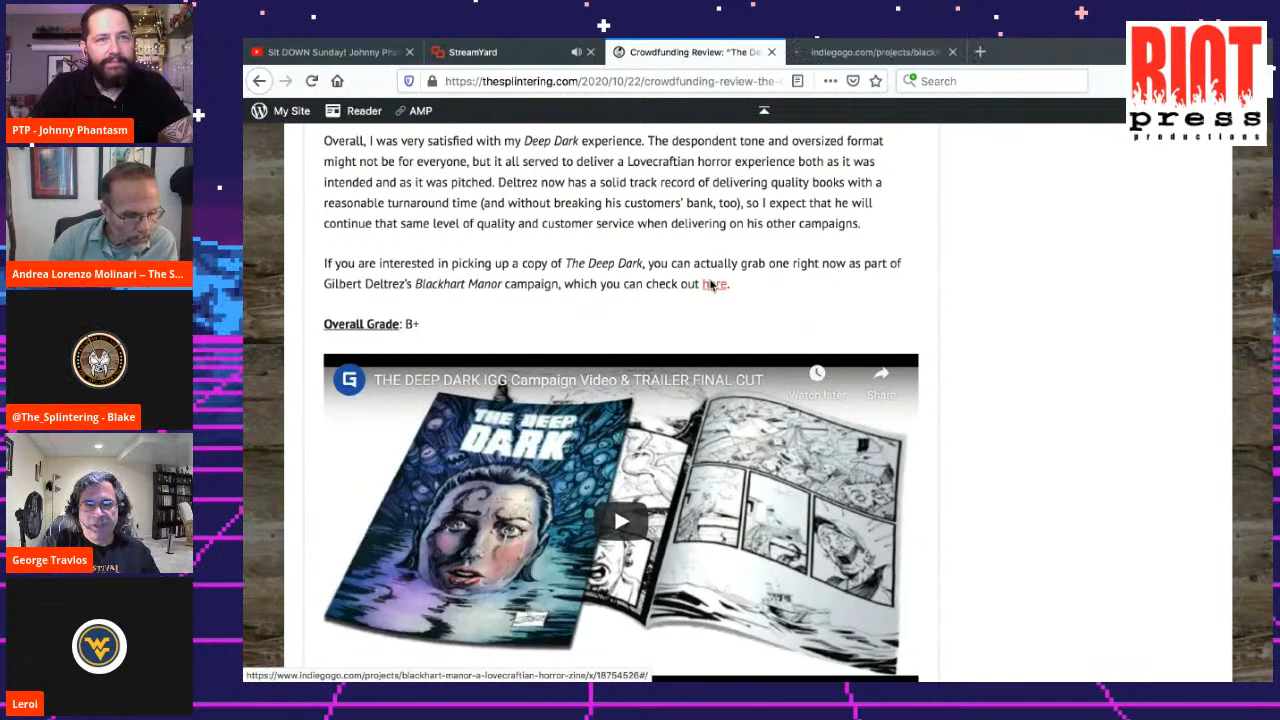 PTP - Johnny Phantasm
Andrea Lorenzo Molinari -- The S...
@The_Splintering - Blake
George Travlos
Leroi
Sit DOWN Sunday! Johnny Pha
StreamYard
Crowdfunding Review: "The De
indiegogo.com/projects/black
https://thesplintering.com/2020/10/22/crowdfunding-review-the-
Search
My Site
Reader
AMP
RIOT
press
productions
Overall, I was very satisfied with my Deep Dark experience. The despondent tone and oversized format
might not be for everyone, but it all served to deliver a Lovecraftian horror experience both as it was
intended and as it was pitched. Deltrez now has a solid track record of delivering quality books with a
reasonable turnaround time (and without breaking his customers' bank, too), so I expect that he will
continue that same level of quality and customer service when delivering on his other campaigns.
If you are interested in picking up a copy of The Deep Dark, you can actually grab one right now as part of
Gilbert Deltrez's Blackhart Manor campaign, which you can check out here.
Overall Grade: B+
G
THE DEEP DARK IGG Campaign Video & TRAILER FINAL CUT
Watch later
Share
THE DEEP
DARK
https://www.indiegogo.com/projects/blackhart-manor-a-lovecraftian-horror-zine/x/18754526#/